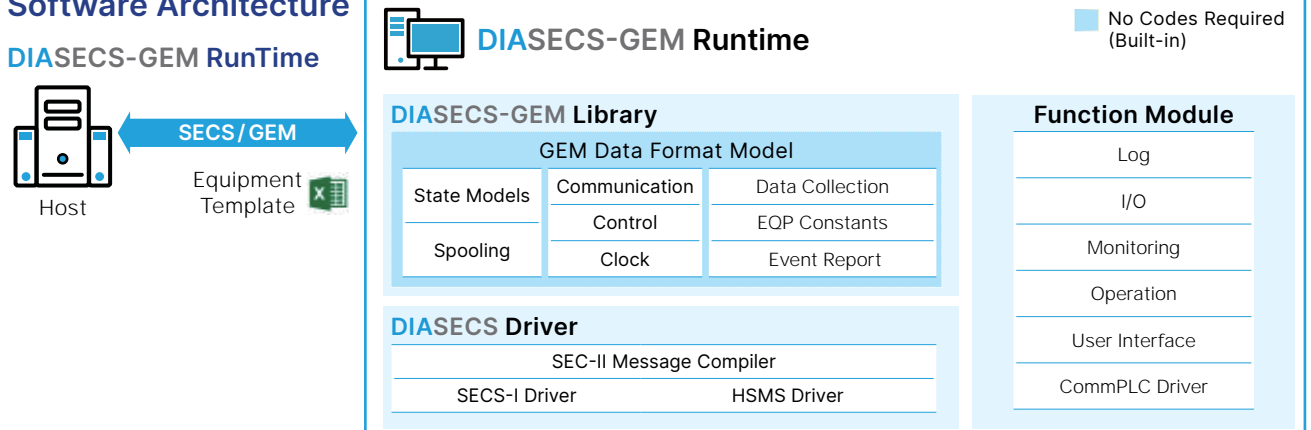 Software Architecture
DIASECS-GEM RunTime
SECS/GEM
Equipment
Template
Host
DIASECS-GEM Runtime
No Codes Required
(Built-in)
DIASECS-GEM Library
GEM Data Format Model
State Models
Spooling
Communication
Control
Clock
Data Collection
EQP Constants
Event Report
DIASECS Driver
SEC-II Message Compiler
SECS-I Driver
HSMS Driver
Function Module
Log
I/O
Monitoring
Operation
User Interface
CommPLC Driver